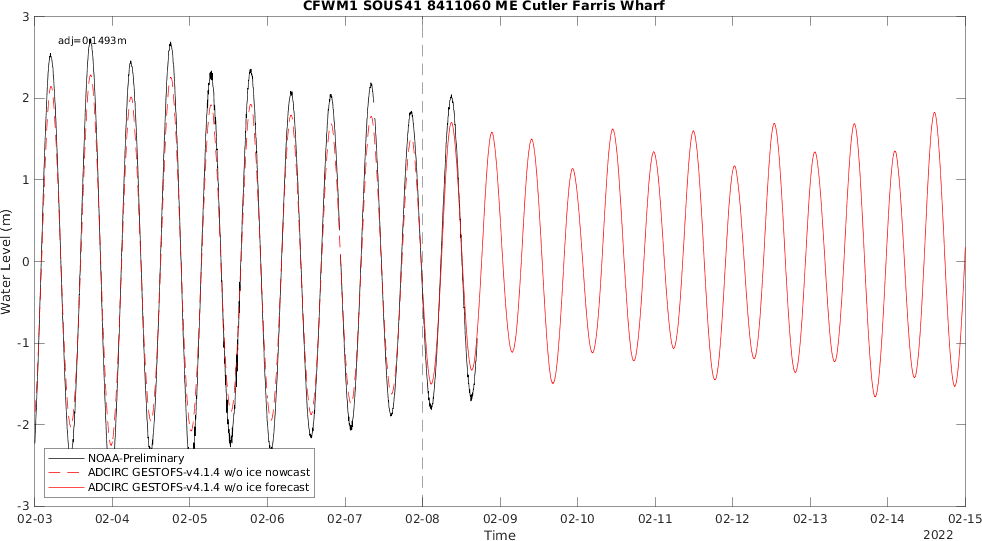 CFWM1 SOUS41 8411060 ME Cutler Farris Wharf
adj=0.1493m
3
2
1
0
-1
-2
-3
Water Level (m)
NOAA-Preliminary
ADCIRC GESTOFS-v4.1.4 w/o ice nowcast
ADCIRC GESTOFS-v4.1.4 w/o ice forecast
02-03 02-04 02-05 02-06 02-07 02-08 02-09 02-10 02-11 02-12 02-13 02-14 02-15
Time
2022